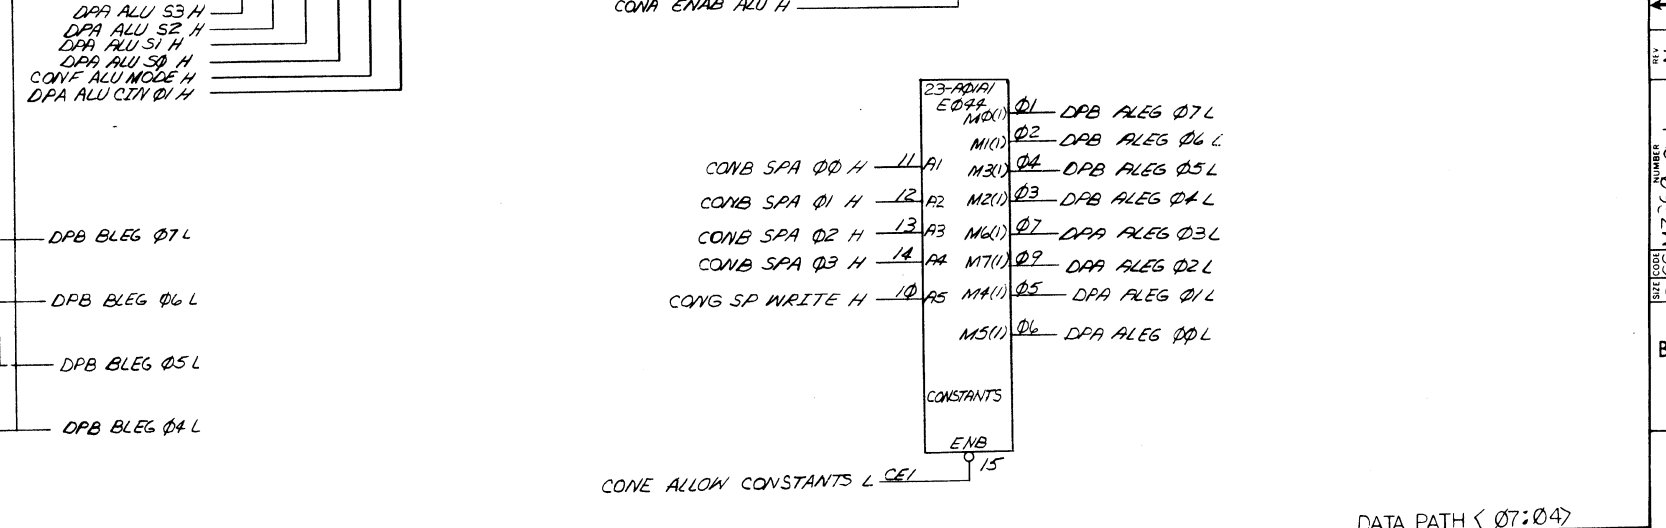 DPA ALU S3 H
DPA ALU S2 H
DPA ALU S1 H
DPA ALU SØ H
CONF ALU MODE H
DPA ALU CIN Ø1 H
CONA ENAB ALU H
DPB BLEG Ø7 L
DPB BLEG Ø6 L
DPB BLEG Ø5 L
DPB BLEG Ø4 L
23-AØ1A1
EØ44
CONB SPA ØØ H 11 A1
CONB SPA Ø1 H 12 A2
CONB SPA Ø2 H 13 A3
CONB SPA Ø3 H 14 A4
CONG SP WRITE H 1Ø A5
MØ(1) Ø1 DPB ALEG Ø7 L
M1(1) Ø2 DPB ALEG Ø6 L
M3(1) Ø4 DPB ALEG Ø5 L
M2(1) Ø3 DPB ALEG Ø4 L
M6(1) Ø7 DPA ALEG Ø3 L
M7(1) Ø9 DPA ALEG Ø2 L
M4(1) Ø5 DPA ALEG Ø1 L
M5(1) Ø6 DPA ALEG ØØ L
CONSTANTS
ENB
15
CONE ALLOW CONSTANTS L CE1
DATA PATH < Ø7:Ø4>
REV
NUMBER
SIZE CODE
B